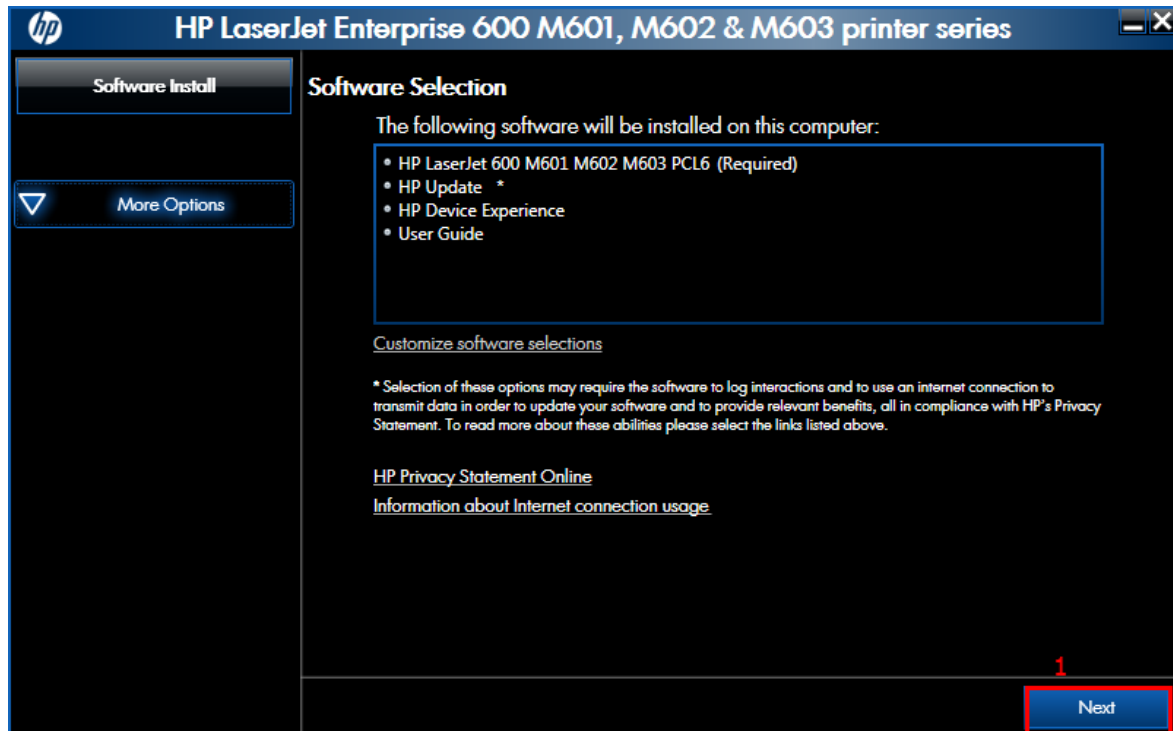 hp
HP LaserJet Enterprise 600 M601, M602 & M603 printer series
Software Install
More Options
Software Selection
The following software will be installed on this computer:
• HP LaserJet 600 M601 M602 M603 PCL6 (Required)
• HP Update *
• HP Device Experience
• User Guide
Customize software selections
* Selection of these options may require the software to log interactions and to use an internet connection to
transmit data in order to update your software and to provide relevant benefits, all in compliance with HP's Privacy
Statement. To read more about these abilities please select the links listed above.
HP Privacy Statement Online
Information about Internet connection usage
1
Next